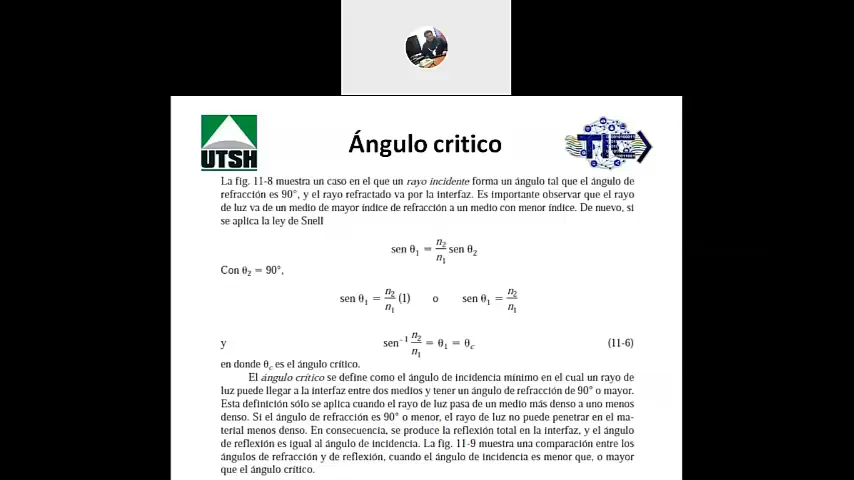 UTSH
Ángulo critico
TIC
La fig. 11-8 muestra un caso en el que un rayo incidente forma un ángulo tal que el ángulo de
refracción es 90°, y el rayo refractado va por la interfaz. Es importante observar que el rayo
de luz va de un medio de mayor índice de refracción a un medio con menor índice. De nuevo, si
se aplica la ley de Snell
sen θ₁ = n₂/n₁ sen θ₂
Con θ₂ = 90°,
sen θ₁ = n₂/n₁ (1) o sen θ₁ = n₂/n₁
y sen⁻¹ n₂/n₁ = θ₁ = θc (11-6)
en donde θc es el ángulo crítico.
El ángulo crítico se define como el ángulo de incidencia mínimo en el cual un rayo de
luz puede llegar a la interfaz entre dos medios y tener un ángulo de refracción de 90° o mayor.
Esta definición sólo se aplica cuando el rayo de luz pasa de un medio más denso a uno menos
denso. Si el ángulo de refracción es 90° o menor, el rayo de luz no puede penetrar en el ma-
terial menos denso. En consecuencia, se produce la reflexión total en la interfaz, y el ángulo
de reflexión es igual al ángulo de incidencia. La fig. 11-9 muestra una comparación entre los
ángulos de refracción y de reflexión, cuando el ángulo de incidencia es menor que, o mayor
que el ángulo crítico.